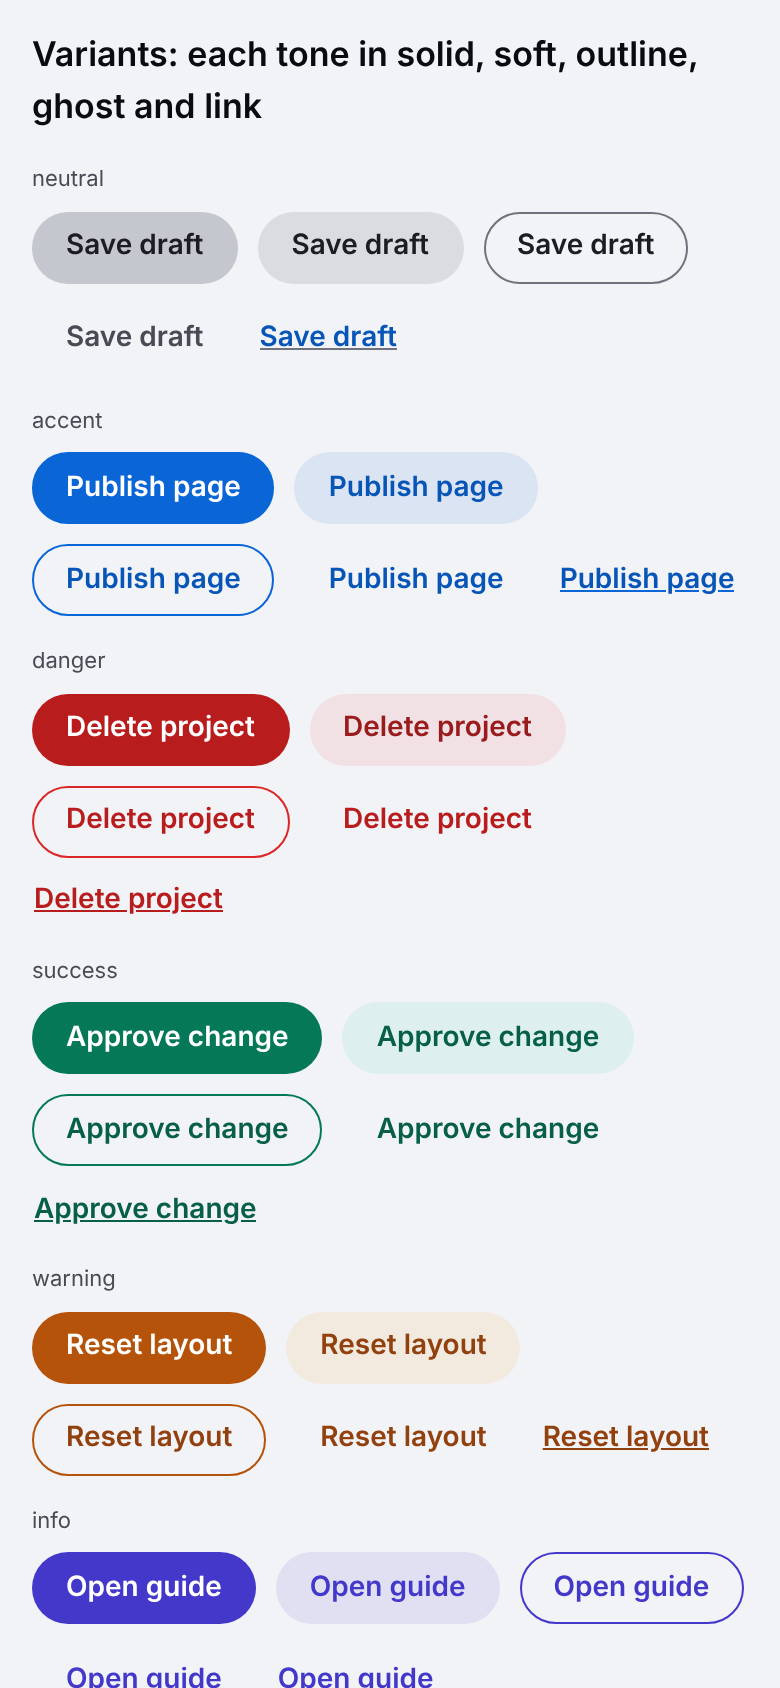 Variants: each tone in solid, soft, outline,
ghost and link
neutral
Save draft Save draft Save draft
Save draft Save draft
accent
Publish page Publish page
Publish page Publish page Publish page
danger
Delete project Delete project
Delete project Delete project
Delete project
success
Approve change Approve change
Approve change Approve change
Approve change
warning
Reset layout Reset layout
Reset layout Reset layout Reset layout
info
Open guide Open guide Open guide
Open guide Open guide